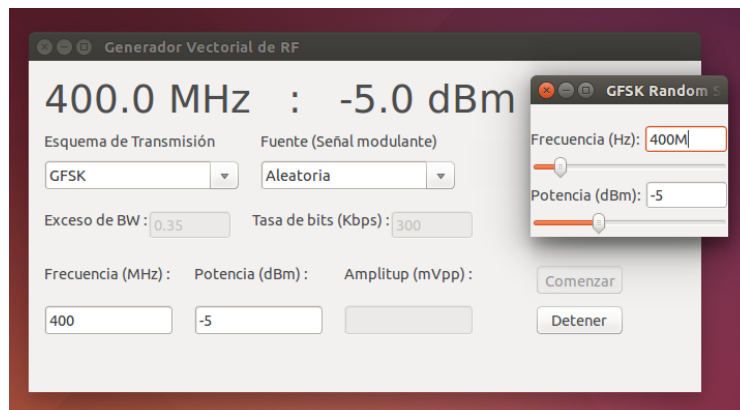 Generador Vectorial de RF
400.0 MHz : -5.0 dBm
Esquema de Transmisión Fuente (Señal modulante)
GFSK Aleatoria
Exceso de BW : 0.35 Tasa de bits (Kbps) : 300
Frecuencia (MHz) : Potencia (dBm) : Amplitup (mVpp) : Comenzar
400 -5 Detener
GFSK Random S
Frecuencia (Hz): 400M
Potencia (dBm): -5